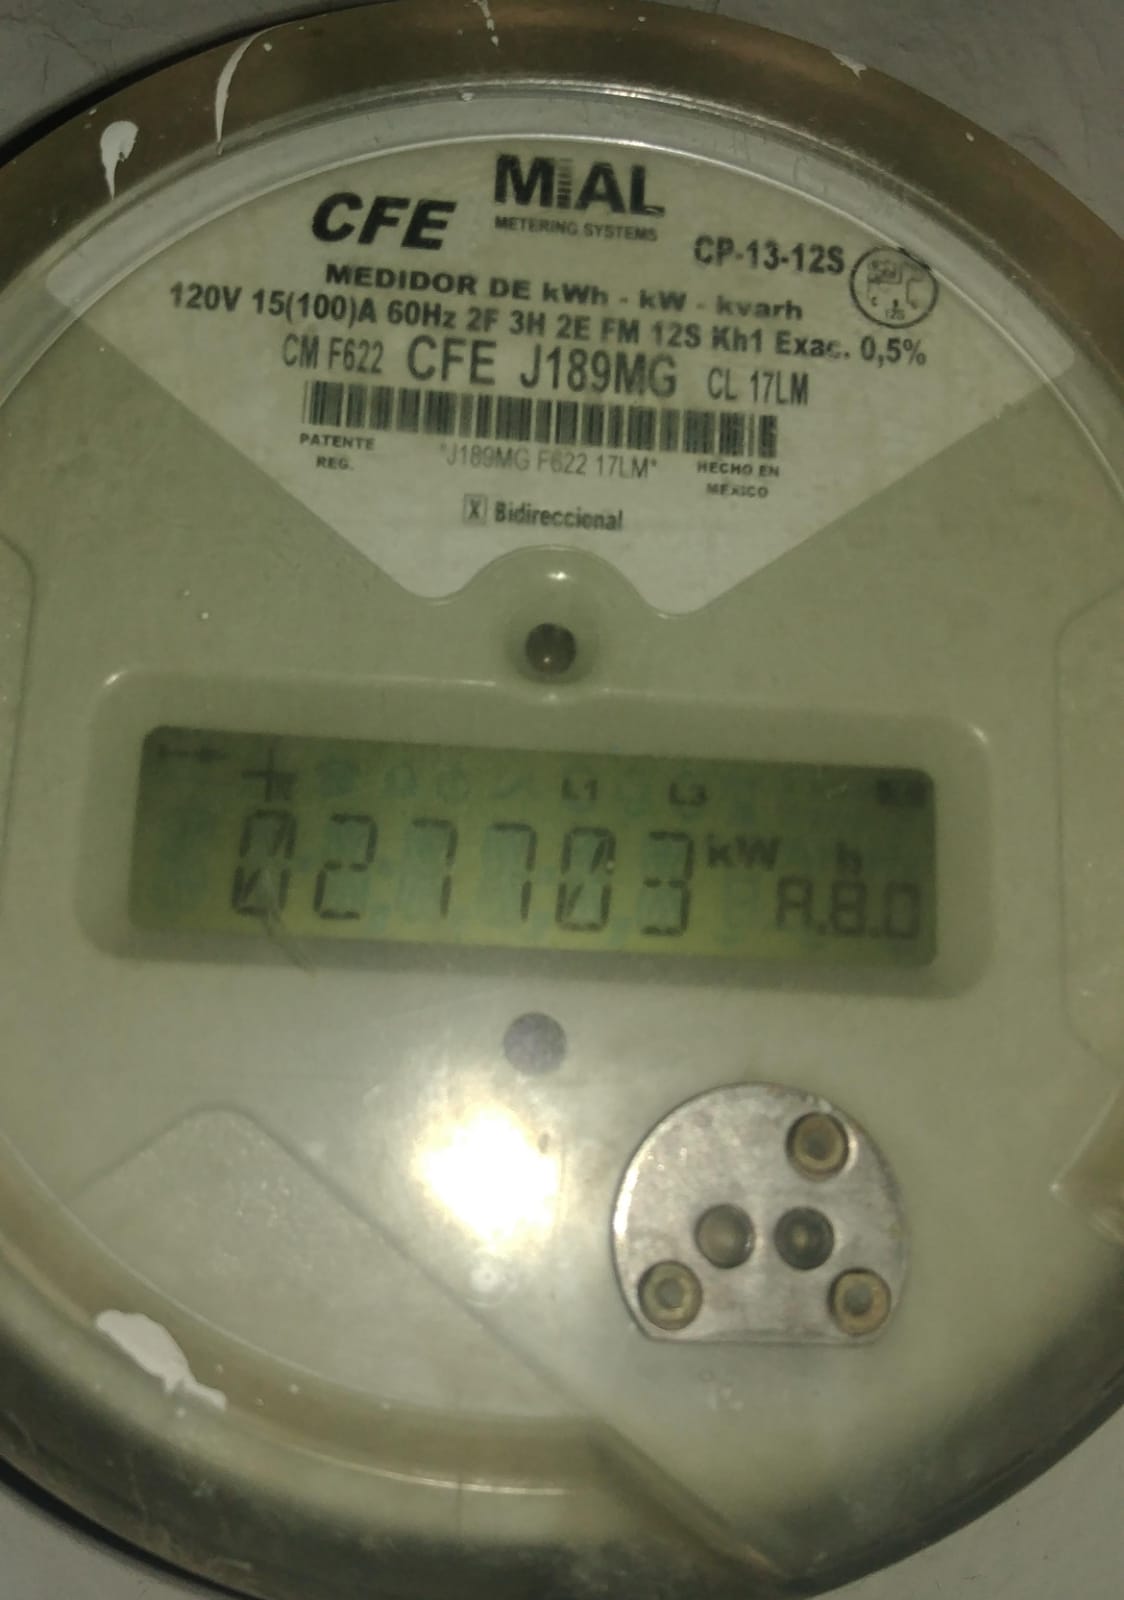 MIAL
METERING SYSTEMS
CFE
CP-13-12S
MEDIDOR DE kWh - kW - kvarh
120V 15(100)A 60Hz 2F 3H 2E FM 12S Kh1 Exac. 0,5%
CM F622 CFE J189MG CL 17LM
PATENTE
REG.
*J189MG F622 17LM*
HECHO EN
MÉXICO
X Bidireccional
L1 L3
027703 kW h
A.8.0